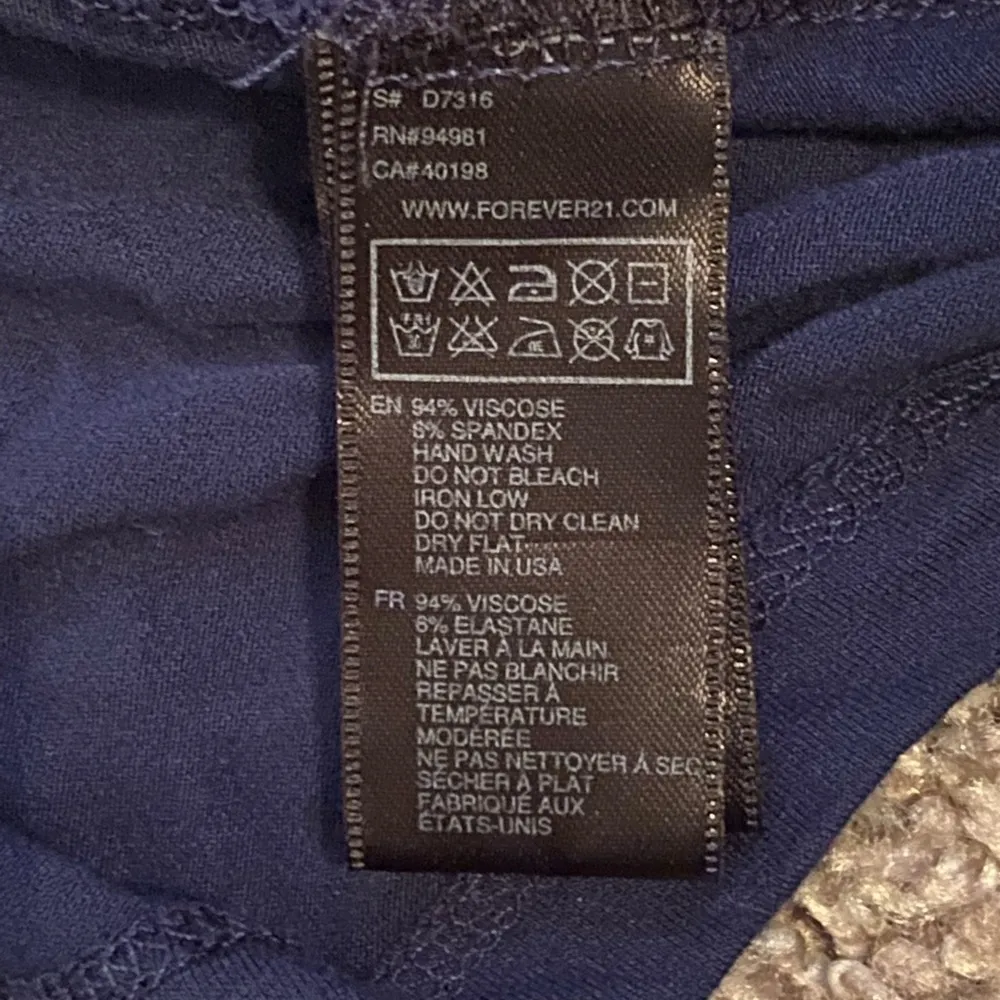 S# D7316
RN#94981
CA#40198
WWW.FOREVER21.COM
EN 94% VISCOSE
6% SPANDEX
HAND WASH
DO NOT BLEACH
IRON LOW
DO NOT DRY CLEAN
DRY FLAT
MADE IN USA
FR 94% VISCOSE
6% ELASTANE
LAVER À LA MAIN
NE PAS BLANCHIR
REPASSER À
TEMPÉRATURE
MODÉRÉE
NE PAS NETTOYER À SEC
SÉCHER À PLAT
FABRIQUÉ AUX
ÉTATS-UNIS